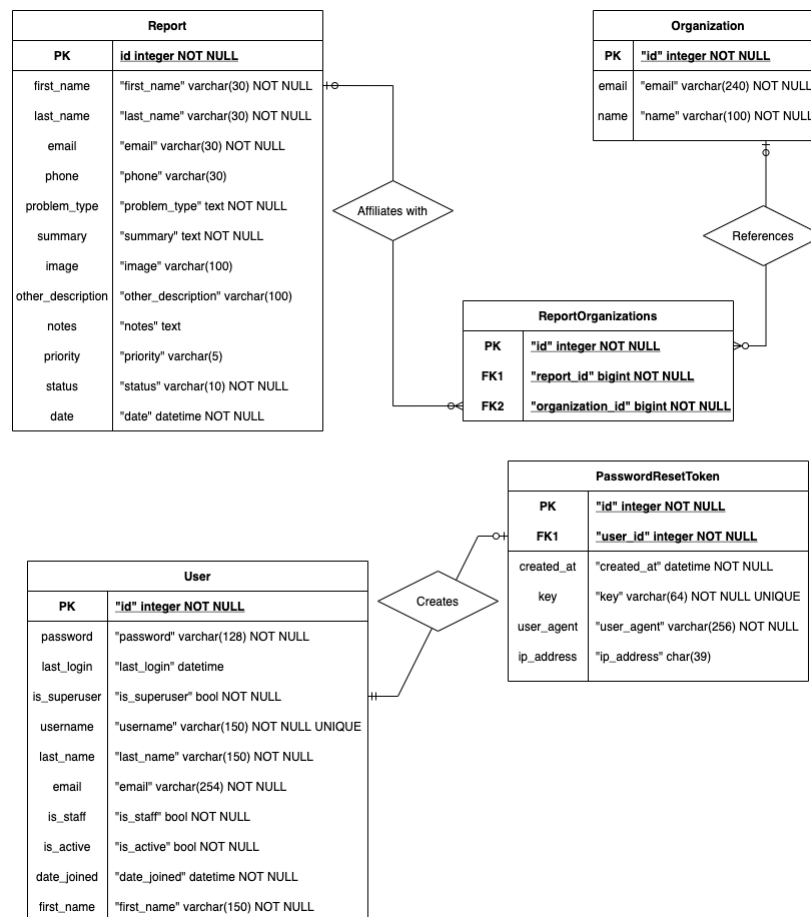 Report
PK id integer NOT NULL
first_name "first_name" varchar(30) NOT NULL
last_name "last_name" varchar(30) NOT NULL
email "email" varchar(30) NOT NULL
phone "phone" varchar(30)
problem_type "problem_type" text NOT NULL
summary "summary" text NOT NULL
image "image" varchar(100)
other_description "other_description" varchar(100)
notes "notes" text
priority "priority" varchar(5)
status "status" varchar(10) NOT NULL
date "date" datetime NOT NULL
Affiliates with
Organization
PK "id" integer NOT NULL
email "email" varchar(240) NOT NULL
name "name" varchar(100) NOT NULL
References
ReportOrganizations
PK "id" integer NOT NULL
FK1 "report_id" bigint NOT NULL
FK2 "organization_id" bigint NOT NULL
PasswordResetToken
PK "id" integer NOT NULL
FK1 "user_id" integer NOT NULL
created_at "created_at" datetime NOT NULL
key "key" varchar(64) NOT NULL UNIQUE
user_agent "user_agent" varchar(256) NOT NULL
ip_address "ip_address" char(39)
Creates
User
PK "id" integer NOT NULL
password "password" varchar(128) NOT NULL
last_login "last_login" datetime
is_superuser "is_superuser" bool NOT NULL
username "username" varchar(150) NOT NULL UNIQUE
last_name "last_name" varchar(150) NOT NULL
email "email" varchar(254) NOT NULL
is_staff "is_staff" bool NOT NULL
is_active "is_active" bool NOT NULL
date_joined "date_joined" datetime NOT NULL
first_name "first_name" varchar(150) NOT NULL